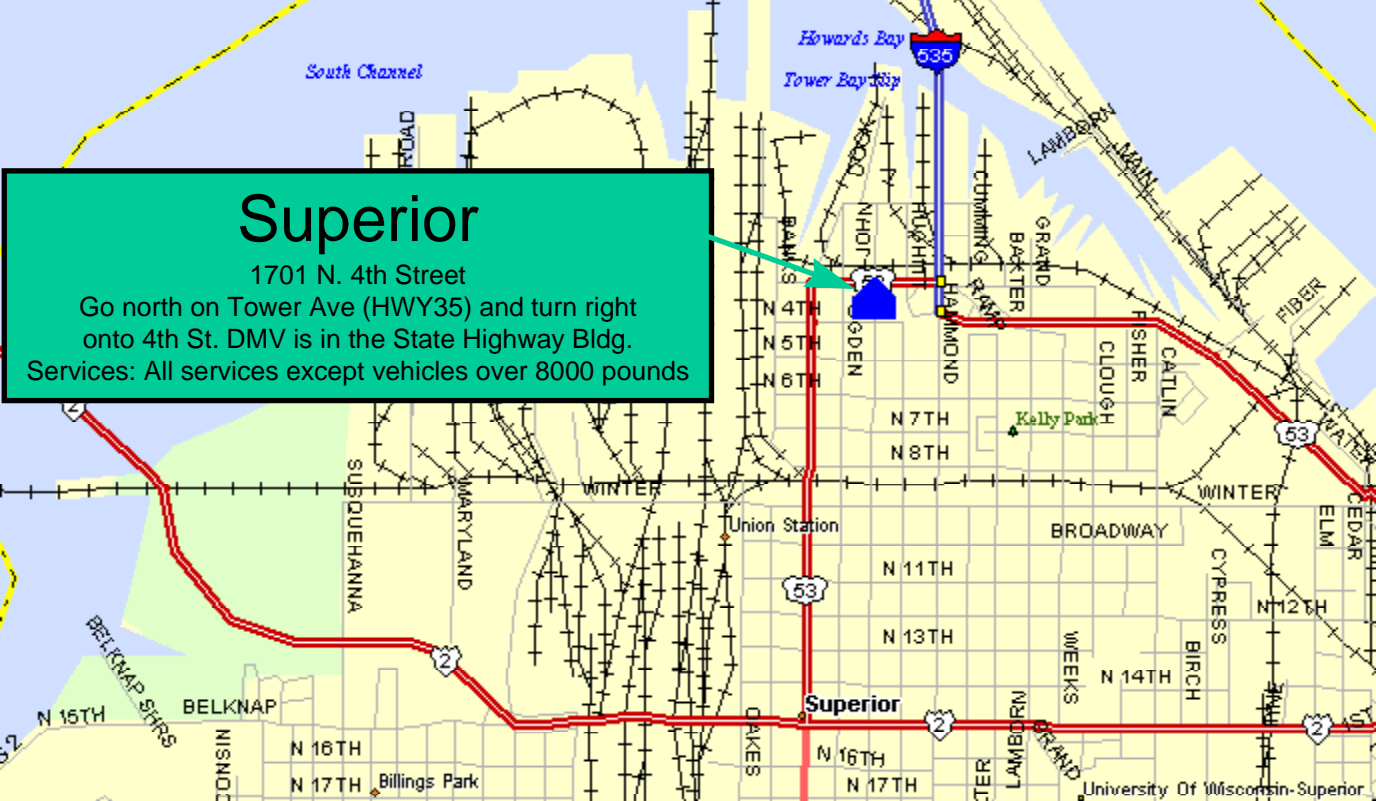 Howards Bay
535
South Channel
Tower Bay Slip
ROAD
LAMBORN
MAIN
COOK
Superior
1701 N. 4th Street
Go north on Tower Ave (HWY35) and turn right
onto 4th St. DMV is in the State Highway Bldg.
Services: All services except vehicles over 8000 pounds
BANKS
JOHN
HUGHITT
CUMMING
GRAND
BAXTER
RAMP
HAMMOND
FIBER
N 4TH
OGDEN
N 5TH
N 6TH
FISHER
CATLIN
CLOUGH
2
N 7TH
Kelly Park
N 8TH
53
WATER
SUSQUEHANNA
MARYLAND
WINTER
WINTER
Union Station
BROADWAY
ELM
CEDAR
N 11TH
CYPRESS
53
N 12TH
N 13TH
WEEKS
BIRCH
BELKNAP SHRS
2
N 14TH
N 15TH
BELKNAP
Superior
OAKES
2
LAMBORN
GRAND
2
N 16TH
N 16TH
N 17TH
Billings Park
N 17TH
University Of Wisconsin-Superior